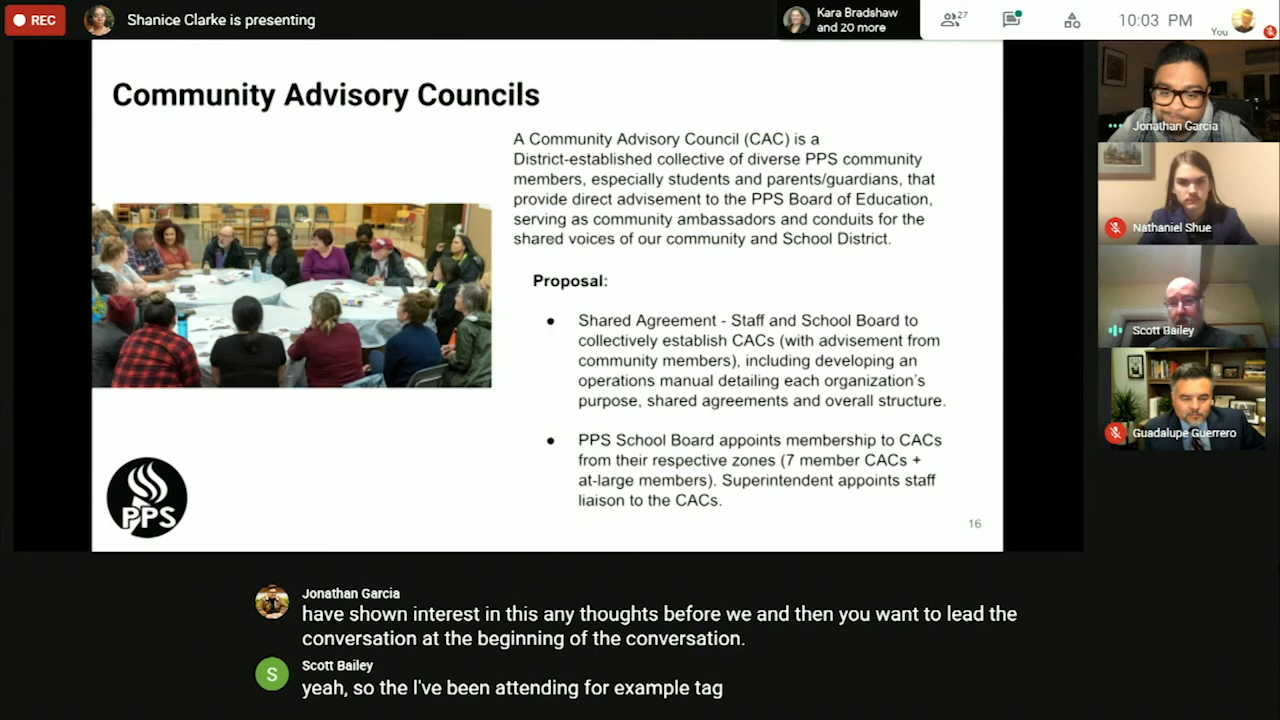 REC
Shanice Clarke is presenting
Kara Bradshaw
and 20 more
27
10:03 PM
You
Community Advisory Councils
A Community Advisory Council (CAC) is a
District-established collective of diverse PPS community
members, especially students and parents/guardians, that
provide direct advisement to the PPS Board of Education,
serving as community ambassadors and conduits for the
shared voices of our community and School District.
Proposal:
● Shared Agreement - Staff and School Board to
collectively establish CACs (with advisement from
community members), including developing an
operations manual detailing each organization's
purpose, shared agreements and overall structure.
● PPS School Board appoints membership to CACs
from their respective zones (7 member CACs +
at-large members). Superintendent appoints staff
liaison to the CACs.
PPS
16
Jonathan Garcia
Nathaniel Shue
Scott Bailey
Guadalupe Guerrero
Jonathan Garcia
have shown interest in this any thoughts before we and then you want to lead the
conversation at the beginning of the conversation.
S
Scott Bailey
yeah, so the I've been attending for example tag